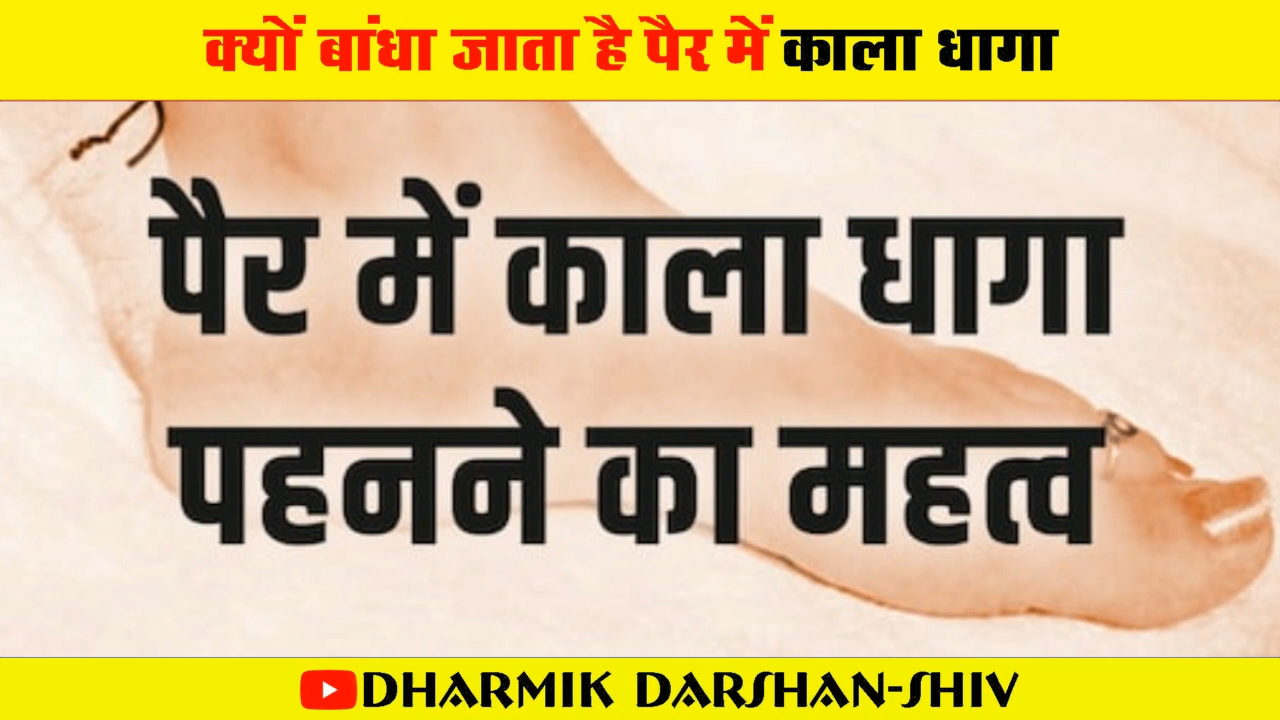 क्यों बांधा जाता है पैर में काला धागा
पैर में काला धागा
पहनने का महत्व
DHARMIK DARSHAN-SHIV